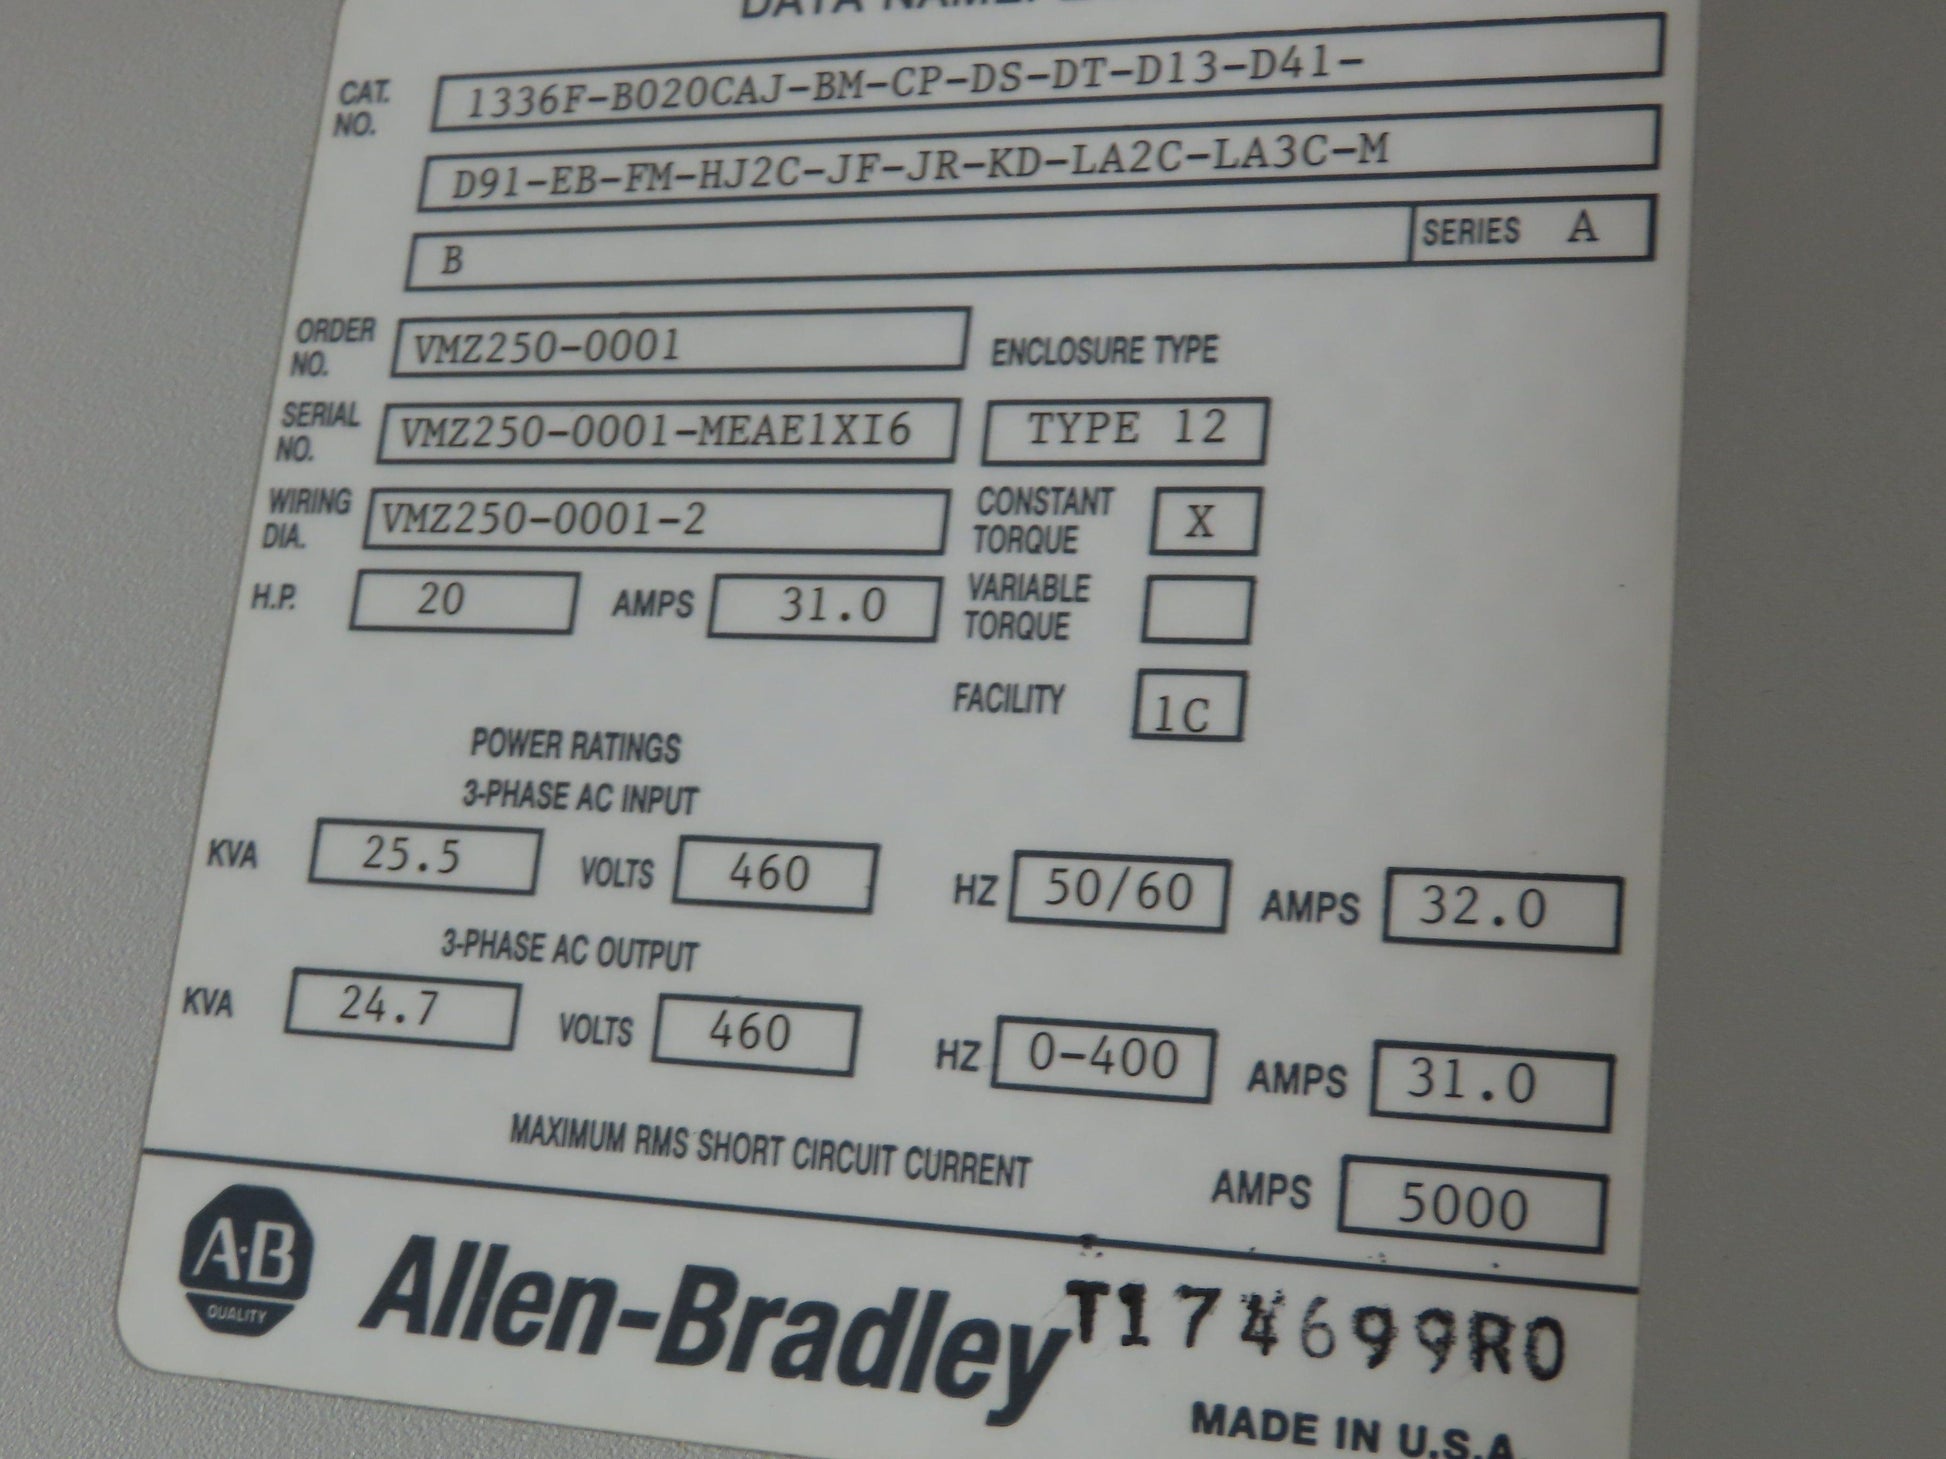 DATA
CAT. NO. 1336F-B020CAJ-BM-CP-DS-DT-D13-D41-
D91-EB-FM-HJ2C-JF-JR-KD-LA2C-LA3C-M
B SERIES A
ORDER NO. VMZ250-0001 ENCLOSURE TYPE
SERIAL NO. VMZ250-0001-MEAE1XI6 TYPE 12
WIRING DIA. VMZ250-0001-2 CONSTANT TORQUE X
H.P. 20 AMPS 31.0 VARIABLE TORQUE
FACILITY 1C
POWER RATINGS
3-PHASE AC INPUT
KVA 25.5 VOLTS 460 HZ 50/60 AMPS 32.0
3-PHASE AC OUTPUT
KVA 24.7 VOLTS 460 HZ 0-400 AMPS 31.0
MAXIMUM RMS SHORT CIRCUIT CURRENT AMPS 5000
A·B QUALITY
Allen-Bradley
MADE IN U.S.A.